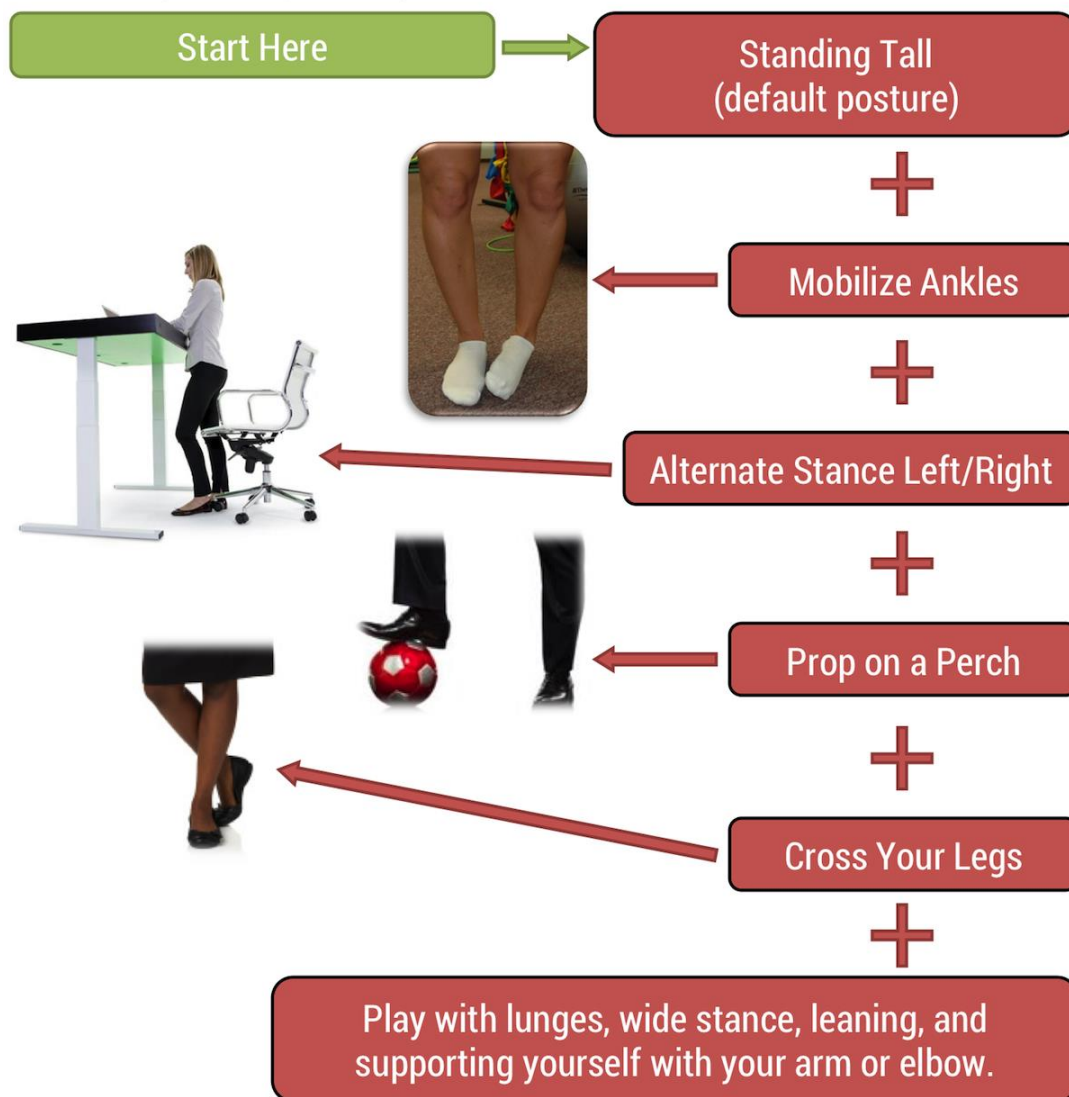 Start Here
Standing Tall
(default posture)
Mobilize Ankles
Alternate Stance Left/Right
Prop on a Perch
Cross Your Legs
Play with lunges, wide stance, leaning, and
supporting yourself with your arm or elbow.